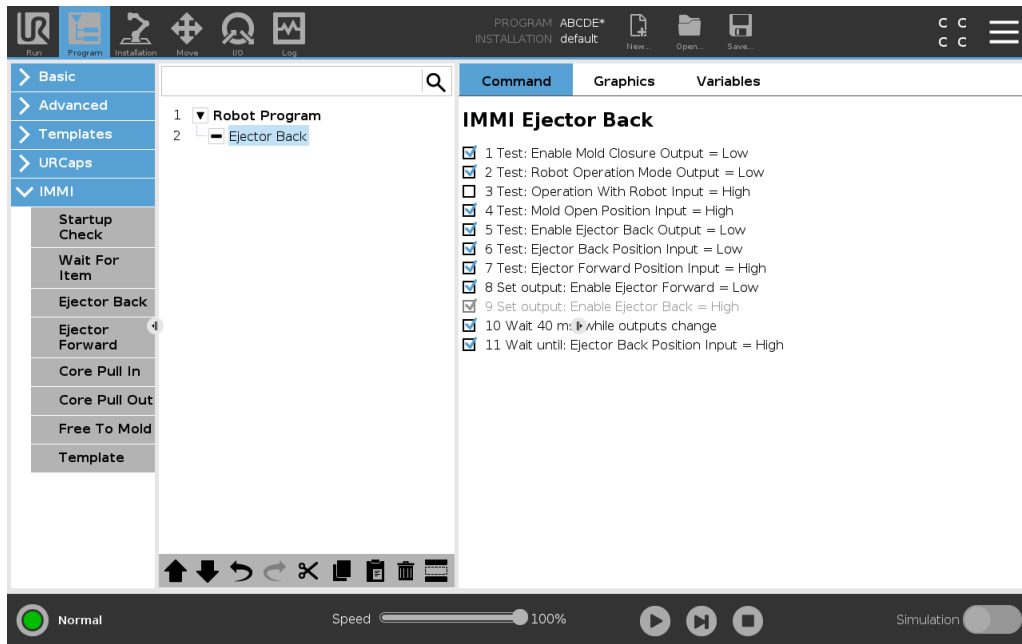 UR
Run
Program
Installation
Move
I/O
Log
PROGRAM ABCDE*
INSTALLATION default
New...
Open...
Save...
C C
C C
Basic
Advanced
Templates
URCaps
IMMI
Startup
Check
Wait For
Item
Ejector Back
Ejector
Forward
Core Pull In
Core Pull Out
Free To Mold
Template
1 Robot Program
2 Ejector Back
Command Graphics Variables
IMMI Ejector Back
1 Test: Enable Mold Closure Output = Low
2 Test: Robot Operation Mode Output = Low
3 Test: Operation With Robot Input = High
4 Test: Mold Open Position Input = High
5 Test: Enable Ejector Back Output = Low
6 Test: Ejector Back Position Input = Low
7 Test: Ejector Forward Position Input = High
8 Set output: Enable Ejector Forward = Low
9 Set output: Enable Ejector Back = High
10 Wait 40 ms while outputs change
11 Wait until: Ejector Back Position Input = High
Normal
Speed 100%
Simulation